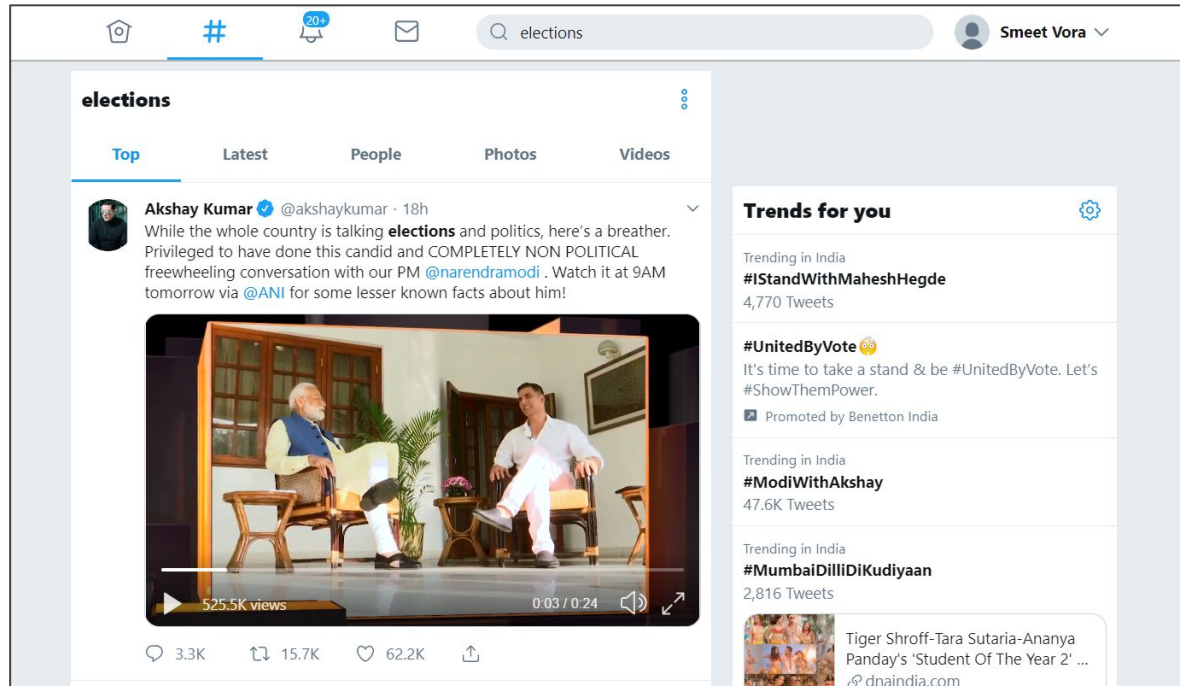 20+
elections
Smeet Vora
elections
Top Latest People Photos Videos
Akshay Kumar @akshaykumar · 18h
While the whole country is talking elections and politics, here's a breather.
Privileged to have done this candid and COMPLETELY NON POLITICAL
freewheeling conversation with our PM @narendramodi . Watch it at 9AM
tomorrow via @ANI for some lesser known facts about him!
525.5K views 0:03 / 0:24
3.3K 15.7K 62.2K
Trends for you
Trending in India
#IStandWithMaheshHegde
4,770 Tweets
#UnitedByVote
It's time to take a stand & be #UnitedByVote. Let's
#ShowThemPower.
Promoted by Benetton India
Trending in India
#ModiWithAkshay
47.6K Tweets
Trending in India
#MumbaiDilliDiKudiyaan
2,816 Tweets
Tiger Shroff-Tara Sutaria-Ananya
Panday's 'Student Of The Year 2' ...
dnaindia.com